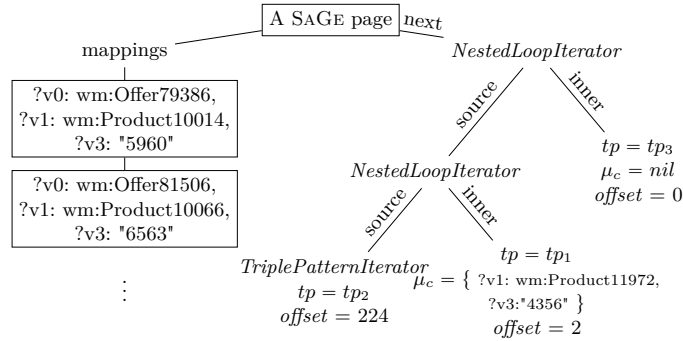 A SAGE page
next
mappings
NestedLoopIterator
?v0: wm:Offer79386,
?v1: wm:Product10014,
?v3: "5960"
source
inner
tp = tp3
μc = nil
offset = 0
?v0: wm:Offer81506,
?v1: wm:Product10066,
?v3: "6563"
⋮
NestedLoopIterator
source
inner
TriplePatternIterator
tp = tp2
offset = 224
tp = tp1
μc = { ?v1: wm:Product11972,
?v3:"4356" }
offset = 2